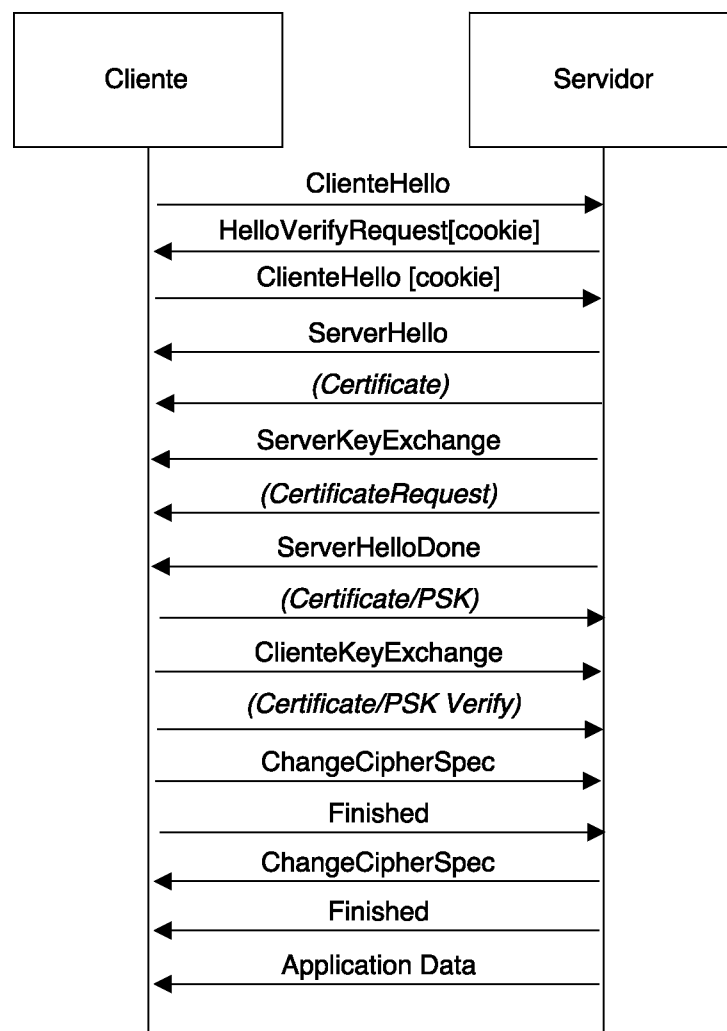 Cliente
Servidor
ClienteHello
HelloVerifyRequest[cookie]
ClienteHello [cookie]
ServerHello
(Certificate)
ServerKeyExchange
(CertificateRequest)
ServerHelloDone
(Certificate/PSK)
ClienteKeyExchange
(Certificate/PSK Verify)
ChangeCipherSpec
Finished
ChangeCipherSpec
Finished
Application Data